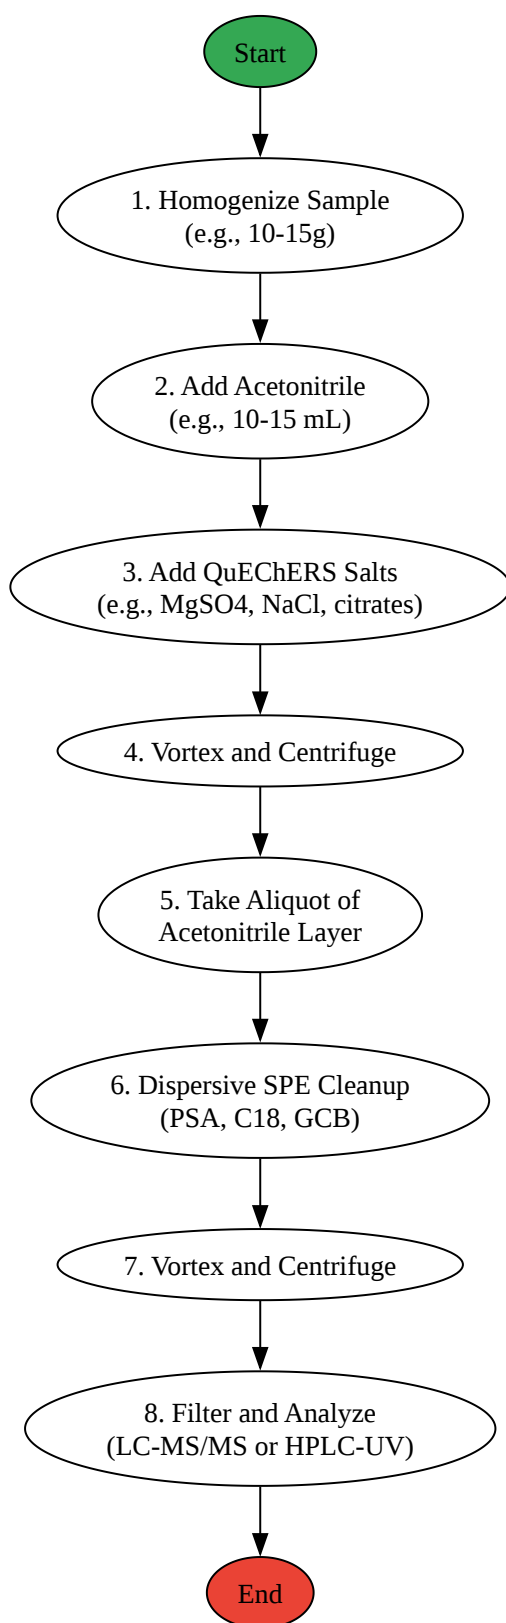 Start
1. Homogenize Sample
(e.g., 10-15g)
2. Add Acetonitrile
(e.g., 10-15 mL)
3. Add QuEChERS Salts
(e.g., MgSO4, NaCl, citrates)
4. Vortex and Centrifuge
5. Take Aliquot of
Acetonitrile Layer
6. Dispersive SPE Cleanup
(PSA, C18, GCB)
7. Vortex and Centrifuge
8. Filter and Analyze
(LC-MS/MS or HPLC-UV)
End